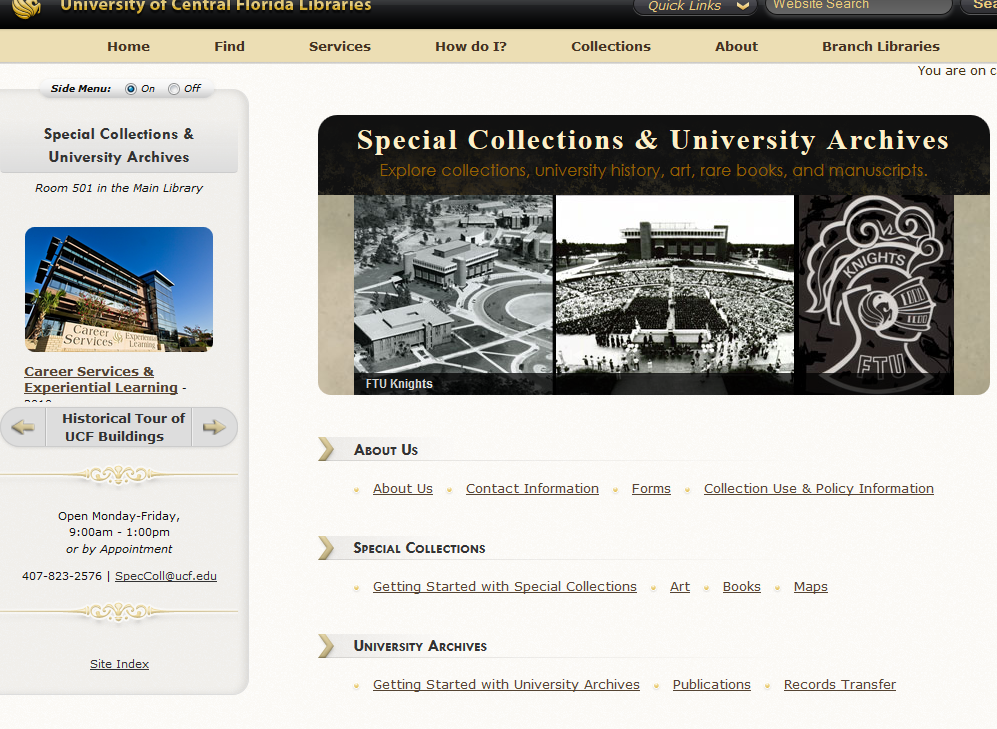 University of Central Florida Libraries
Quick Links
Website Search
Home Find Services How do I? Collections About Branch Libraries
You are on
Side Menu: On Off
Special Collections &
University Archives
Room 501 in the Main Library
Career Services
Experiential Learning
Career Services &
Experiential Learning -
Historical Tour of
UCF Buildings
Open Monday-Friday,
9:00am - 1:00pm
or by Appointment
407-823-2576 | SpecColl@ucf.edu
Site Index
Special Collections & University Archives
Explore collections, university history, art, rare books, and manuscripts.
KNIGHTS
FTU
FTU Knights
About Us
About Us Contact Information Forms Collection Use & Policy Information
Special Collections
Getting Started with Special Collections Art Books Maps
University Archives
Getting Started with University Archives Publications Records Transfer